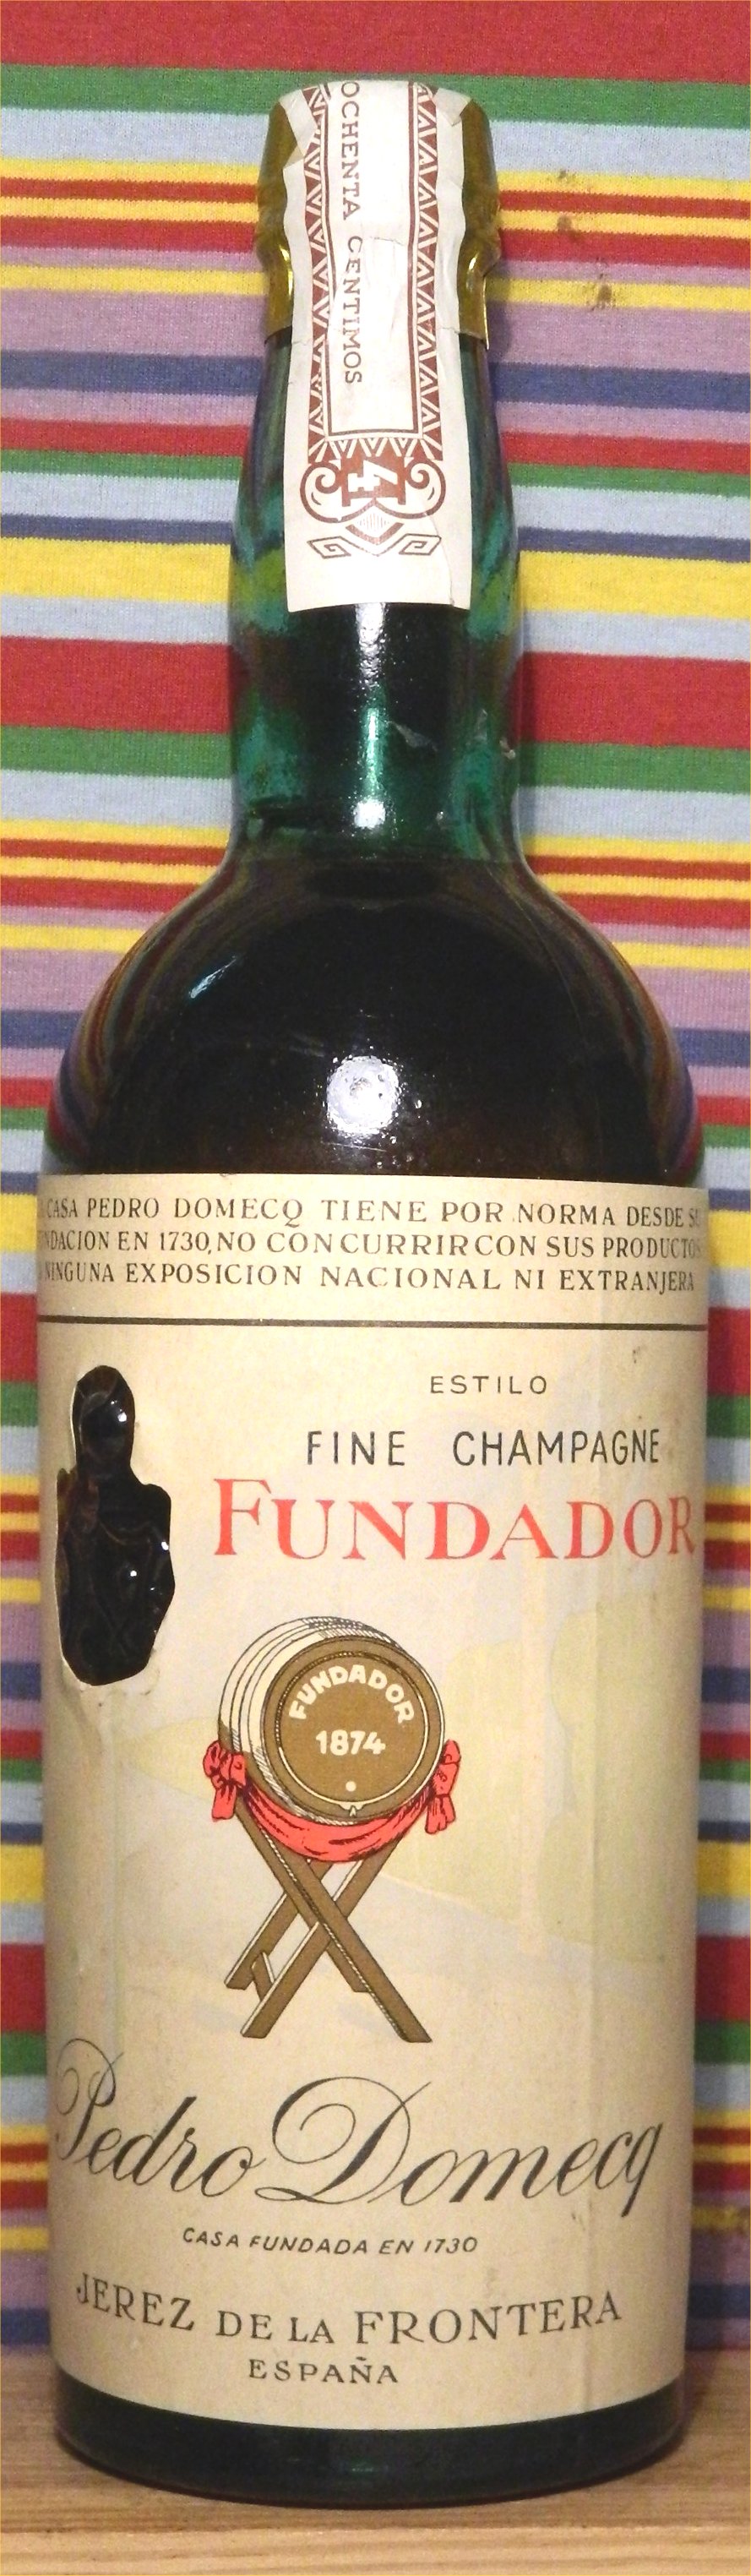 OCHENTA CENTIMOS
4
CASA PEDRO DOMECQ TIENE POR NORMA DESDE S
NDACION EN 1730, NO CONCURRIR CON SUS PRODUCTOS
NINGUNA EXPOSICION NACIONAL NI EXTRANJERA
ESTILO
FINE CHAMPAGNE
FUNDADOR
FUNDADOR
1874
Pedro Domecq
CASA FUNDADA EN 1730
JEREZ DE LA FRONTERA
ESPAÑA